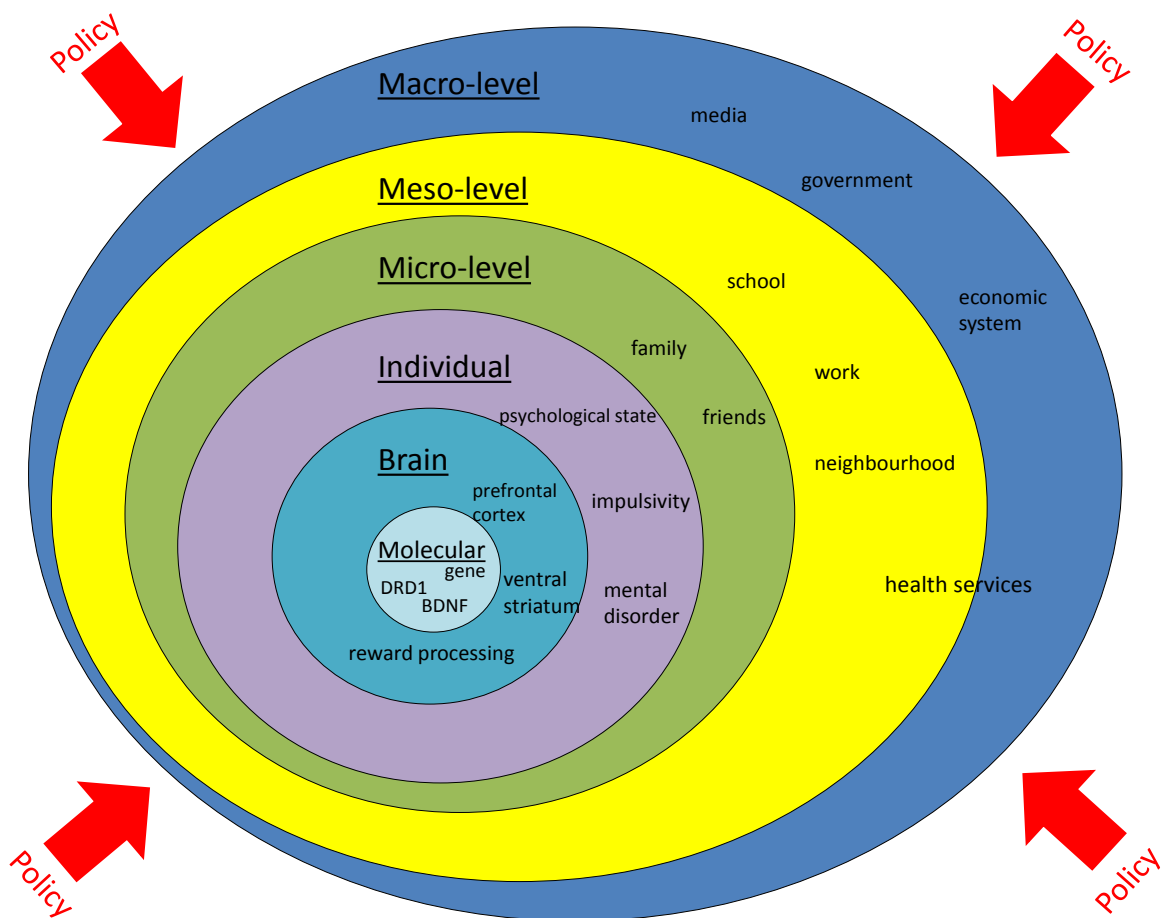 Policy
Policy
Macro-level
media
government
Meso-level
Micro-level
school
economic
system
family
Individual
work
psychological state
friends
Brain
neighbourhood
prefrontal
cortex
impulsivity
Molecular
gene
DRD1
BDNF
ventral
striatum
mental
disorder
health services
reward processing
Policy
Policy